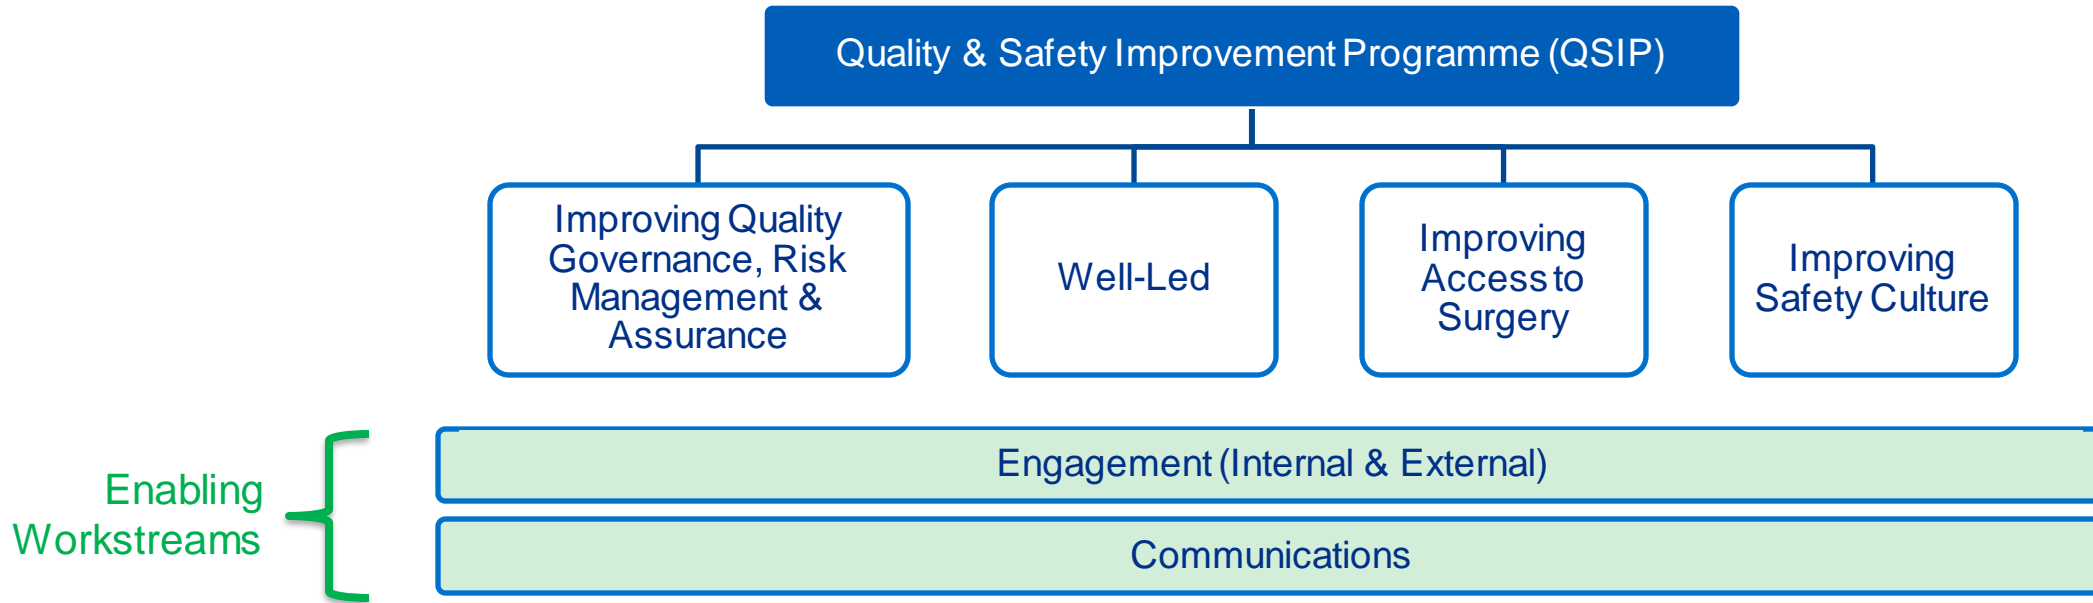 Quality & Safety Improvement Programme (QSIP)
Improving Quality
Governance, Risk
Management &
Assurance
Well-Led
Improving
Access to
Surgery
Improving
Safety Culture
Enabling
Workstreams
Engagement (Internal & External)
Communications